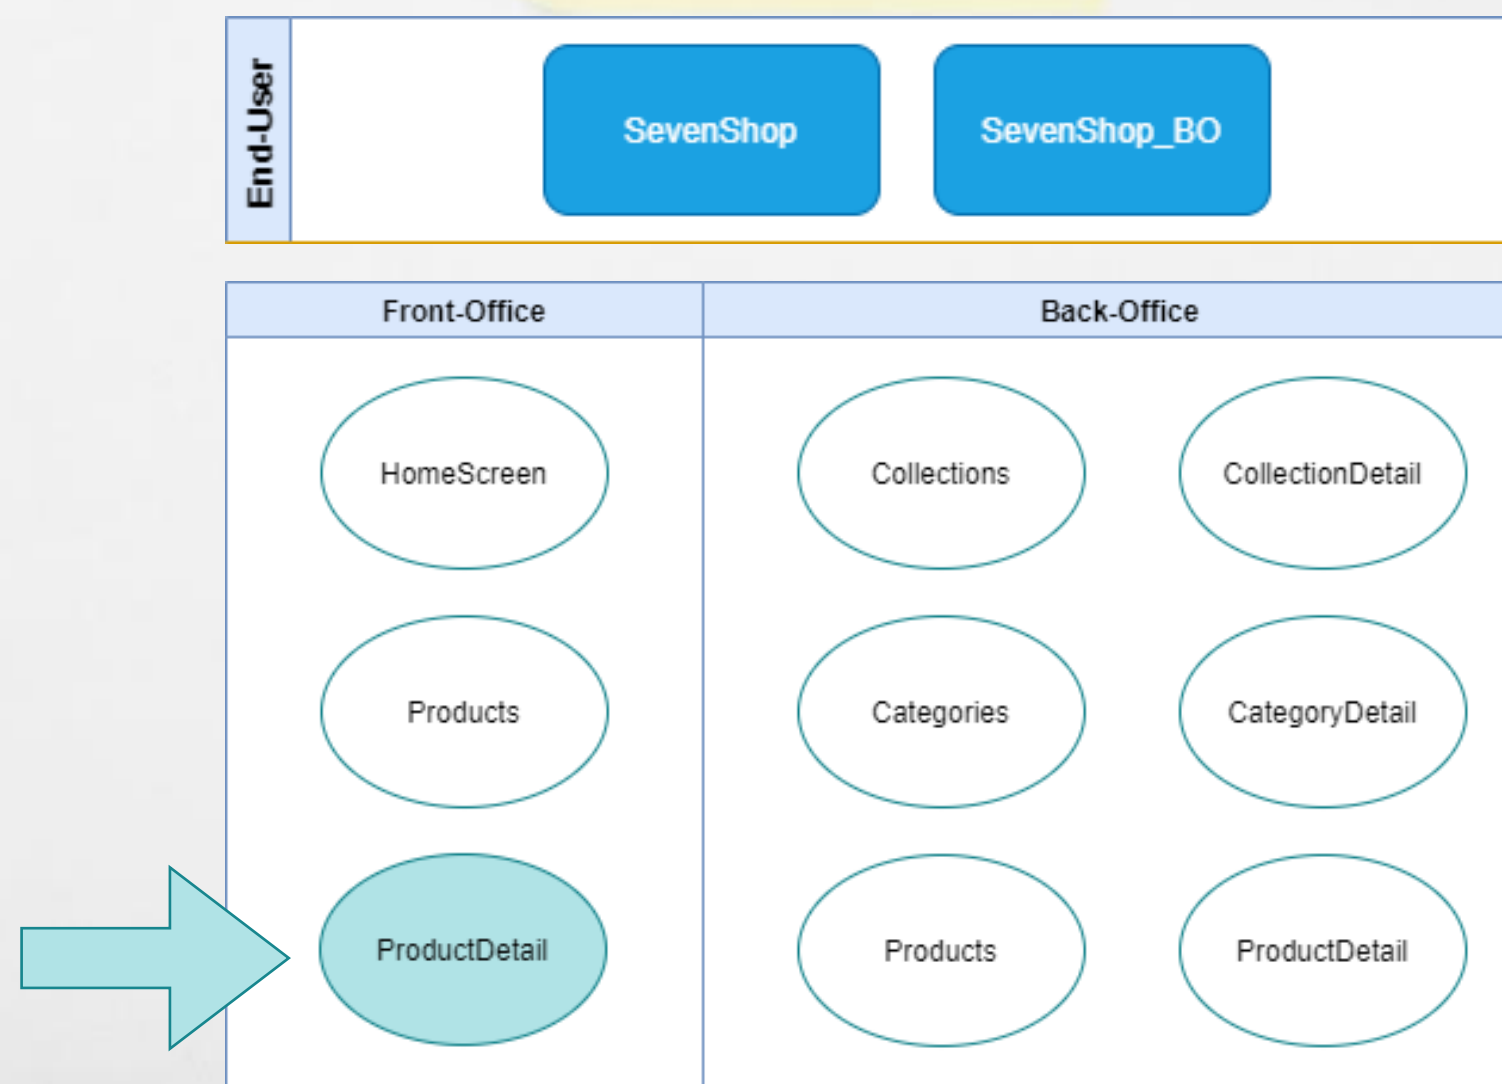 End-User
SevenShop
SevenShop_BO
Front-Office
Back-Office
HomeScreen
Collections
CollectionDetail
Products
Categories
CategoryDetail
ProductDetail
Products
ProductDetail